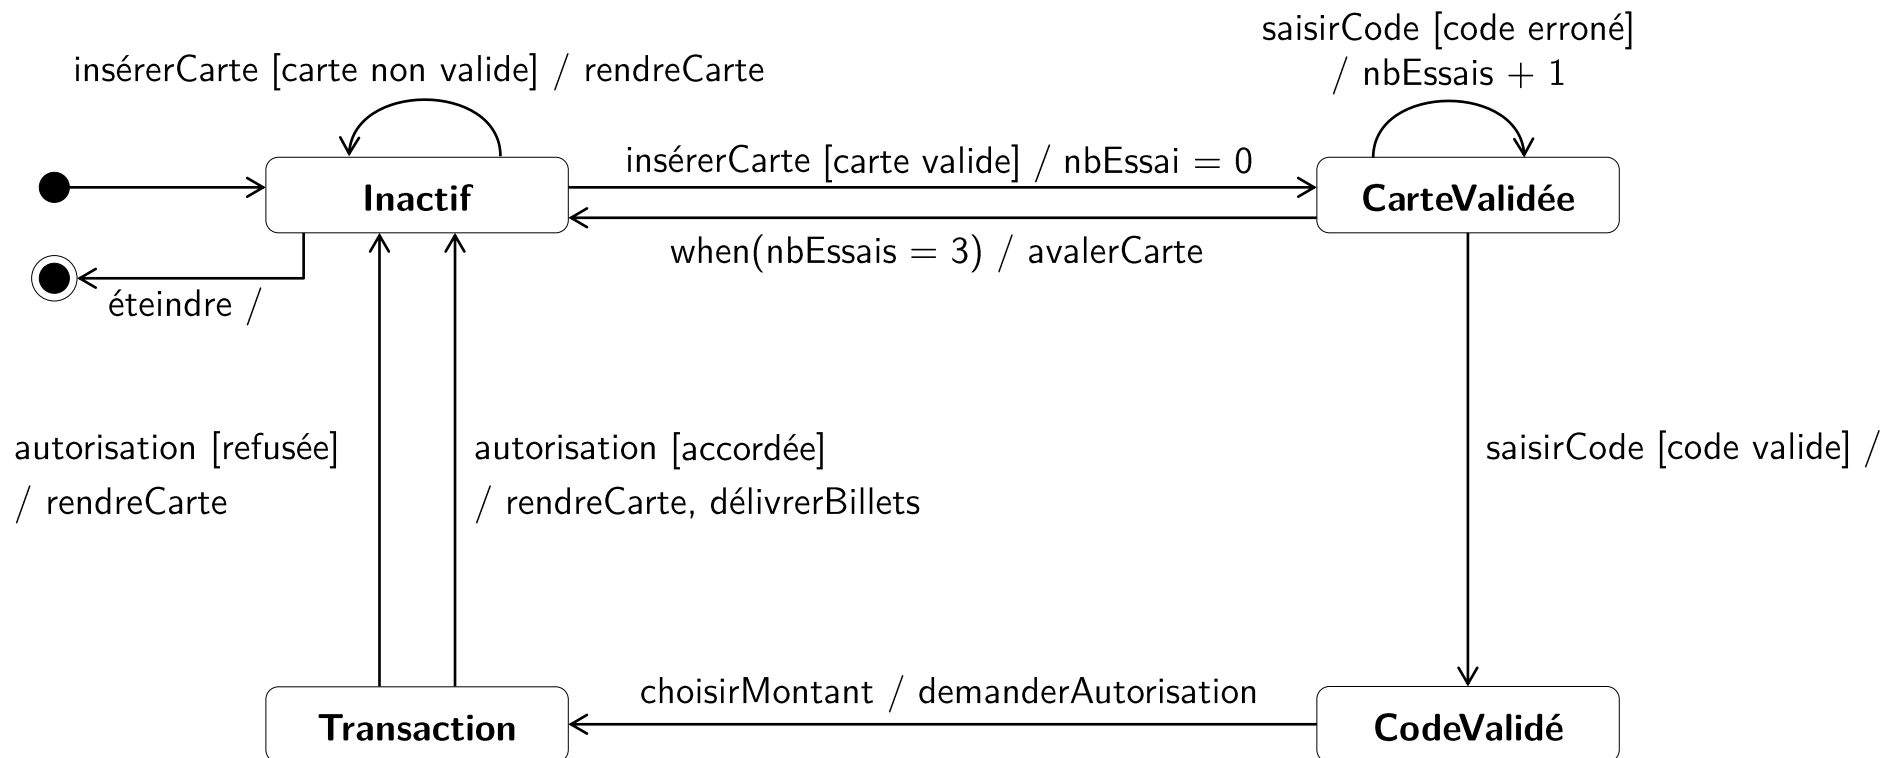 saisirCode [code erroné]
/ nbEssais + 1
insérerCarte [carte non valide] / rendreCarte
insérerCarte [carte valide] / nbEssai = 0
Inactif
CarteValidée
when(nbEssais = 3) / avalerCarte
éteindre /
autorisation [refusée]
/ rendreCarte
autorisation [accordée]
/ rendreCarte, délivrerBillets
saisirCode [code valide] /
choisirMontant / demanderAutorisation
Transaction
CodeValidé